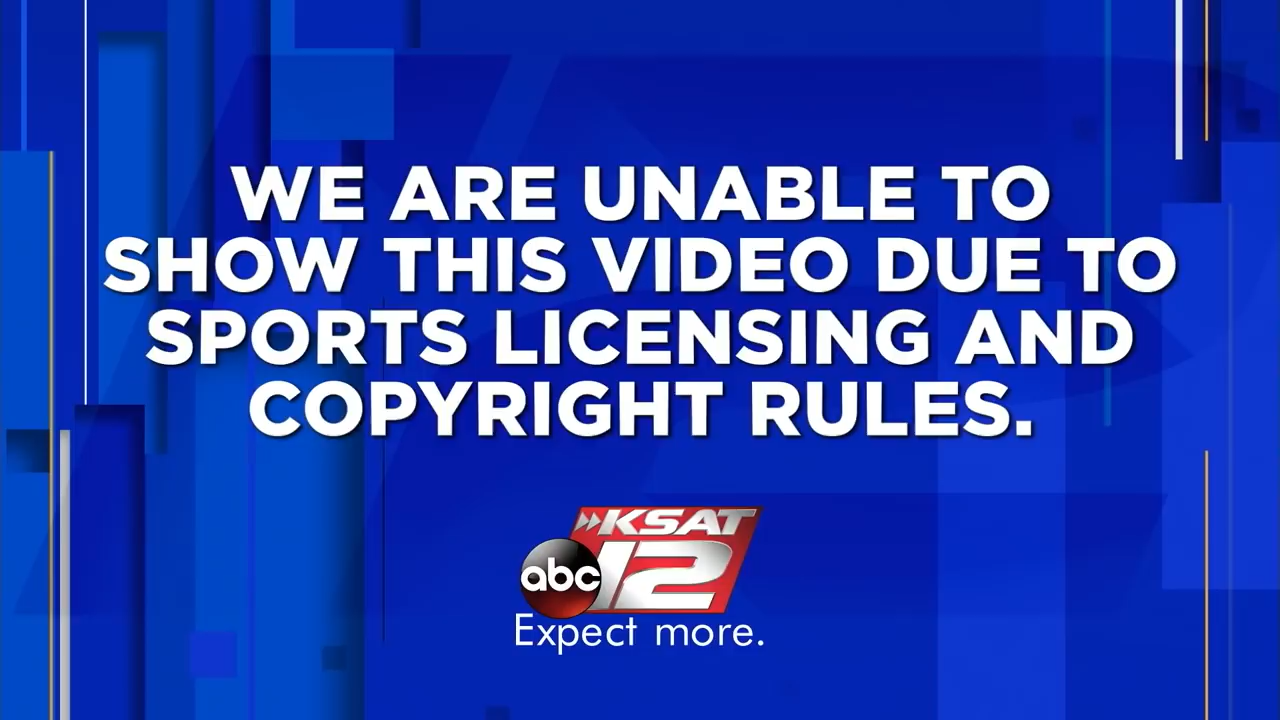 WE ARE UNABLE TO
SHOW THIS VIDEO DUE TO
SPORTS LICENSING AND
COPYRIGHT RULES.
KSAT
abc 12
Expect more.